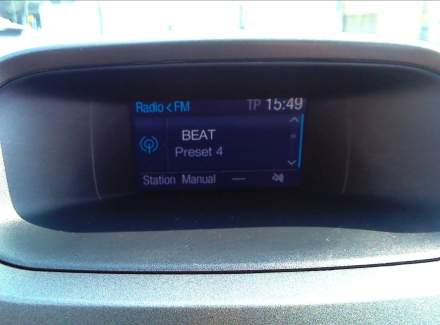 Radio < FM TP 15:49
BEAT
Preset 4
Station Manual —